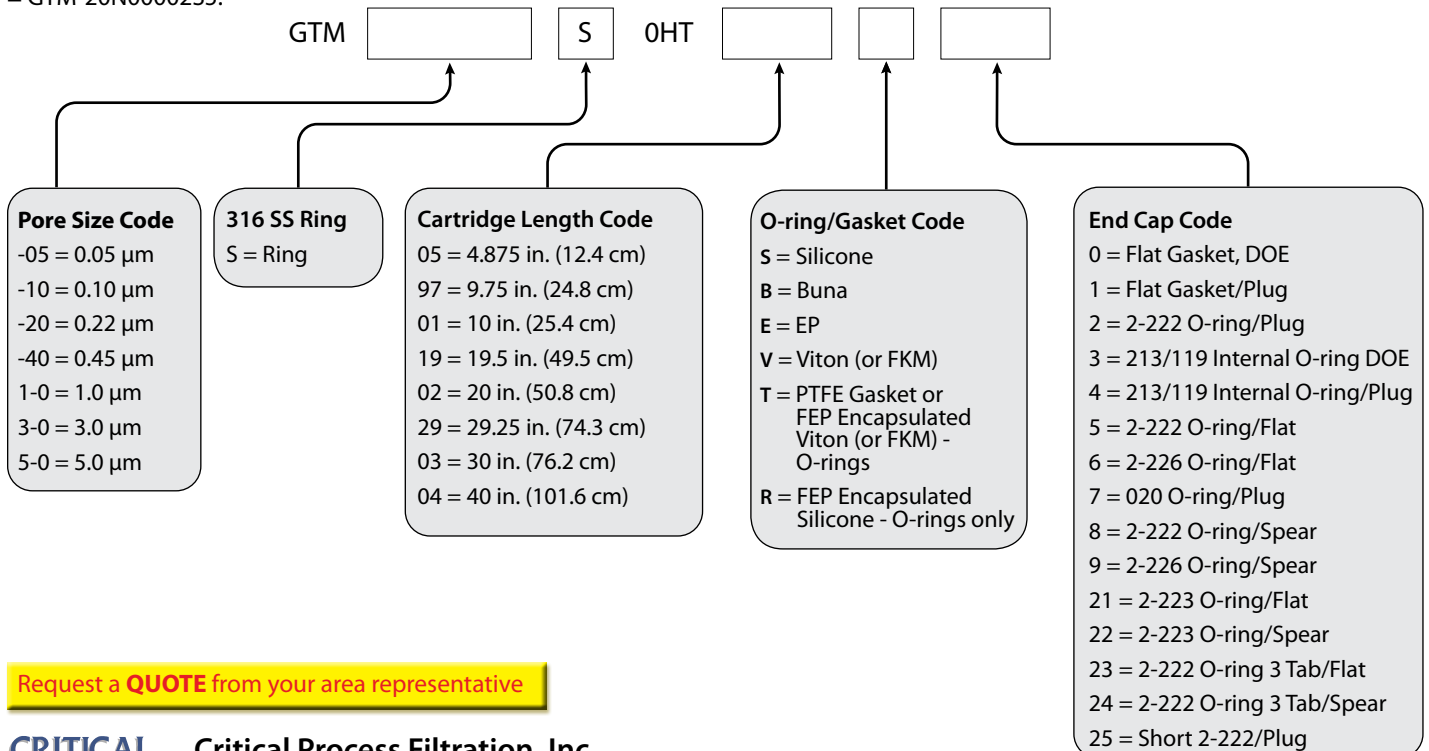 = GTM-20N0000235.
GTM S 0HT
Pore Size Code
-05 = 0.05 µm
-10 = 0.10 µm
-20 = 0.22 µm
-40 = 0.45 µm
1-0 = 1.0 µm
3-0 = 3.0 µm
5-0 = 5.0 µm
316 SS Ring
S = Ring
Cartridge Length Code
05 = 4.875 in. (12.4 cm)
97 = 9.75 in. (24.8 cm)
01 = 10 in. (25.4 cm)
19 = 19.5 in. (49.5 cm)
02 = 20 in. (50.8 cm)
29 = 29.25 in. (74.3 cm)
03 = 30 in. (76.2 cm)
04 = 40 in. (101.6 cm)
O-ring/Gasket Code
S = Silicone
B = Buna
E = EP
V = Viton (or FKM)
T = PTFE Gasket or
FEP Encapsulated
Viton (or FKM) -
O-rings
R = FEP Encapsulated
Silicone - O-rings only
End Cap Code
0 = Flat Gasket, DOE
1 = Flat Gasket/Plug
2 = 2-222 O-ring/Plug
3 = 213/119 Internal O-ring DOE
4 = 213/119 Internal O-ring/Plug
5 = 2-222 O-ring/Flat
6 = 2-226 O-ring/Flat
7 = 020 O-ring/Plug
8 = 2-222 O-ring/Spear
9 = 2-226 O-ring/Spear
21 = 2-223 O-ring/Flat
22 = 2-223 O-ring/Spear
23 = 2-222 O-ring 3 Tab/Flat
24 = 2-222 O-ring 3 Tab/Spear
25 = Short 2-222/Plug
Request a QUOTE from your area representative
CRITICAL Critical Process Filtration, Inc